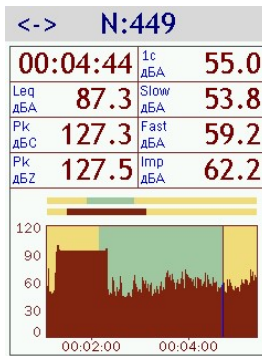 <-> N:449
00:04:44 1c дБА 55.0
Leq дБА 87.3 Slow дБА 53.8
Pk дБC 127.3 Fast дБА 59.2
Pk дБZ 127.5 Imp дБА 62.2
120
90
60
30
0
00:02:00 00:04:00